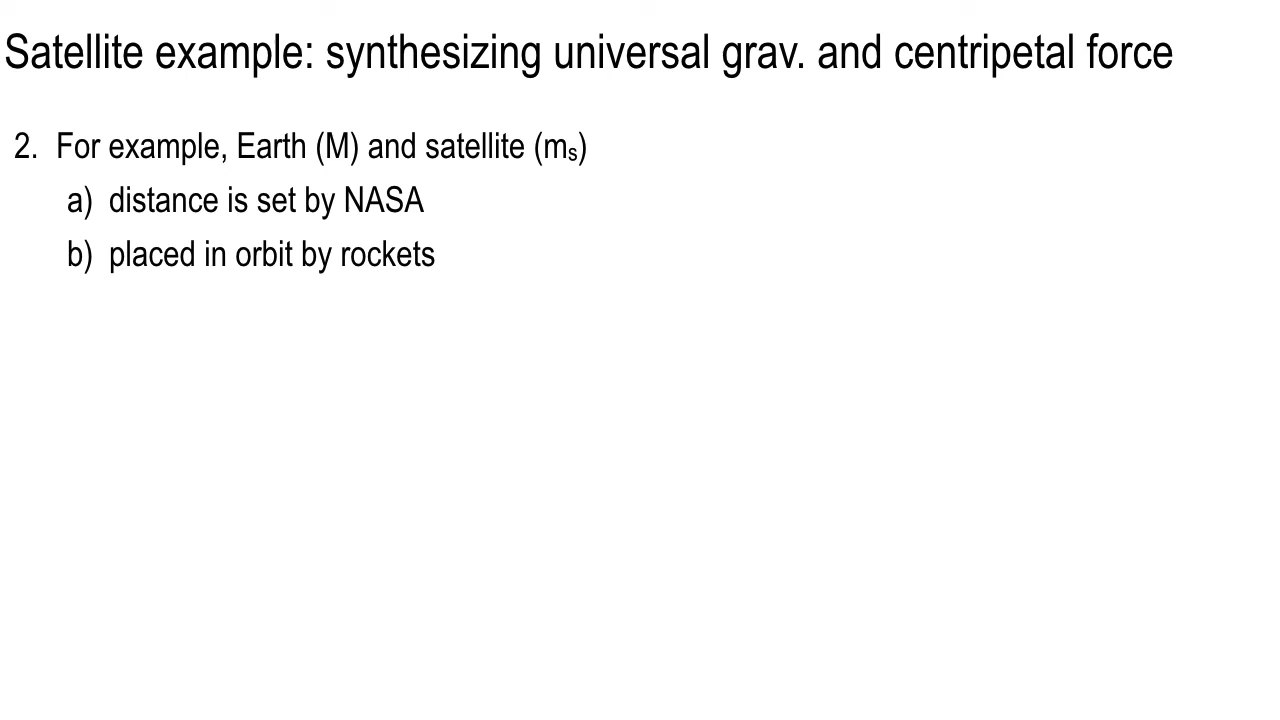 Satellite example: synthesizing universal grav. and centripetal force
2. For example, Earth (M) and satellite (mₛ)
a) distance is set by NASA
b) placed in orbit by rockets